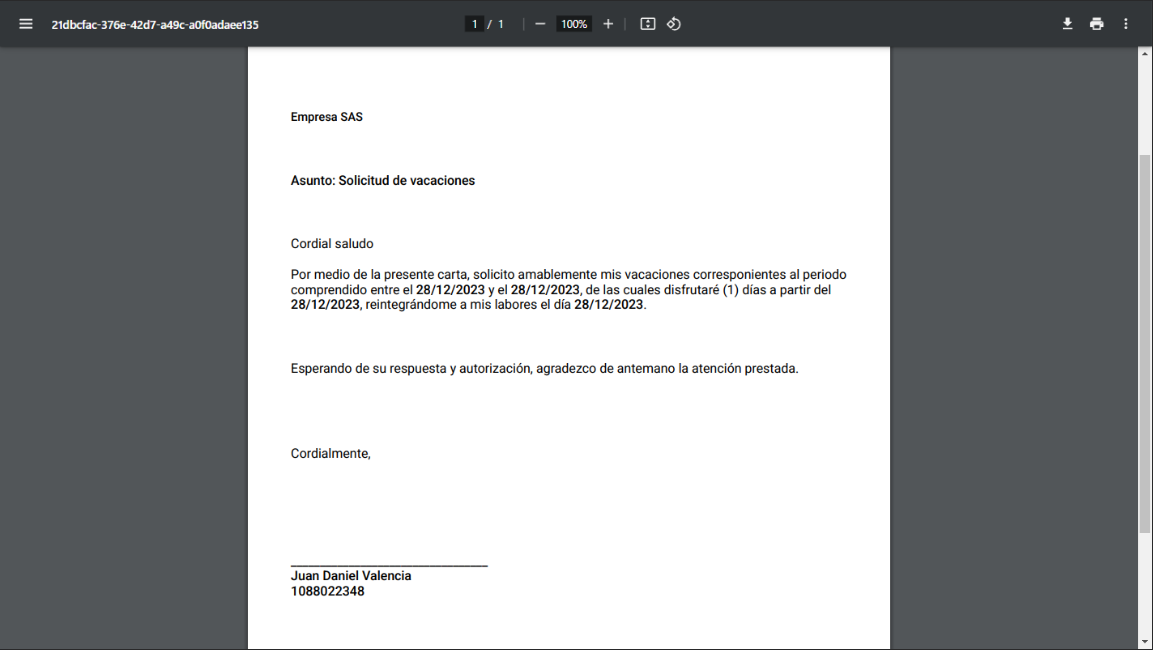 21dbcfac-376e-42d7-a49c-a0f0adaee135
1 / 1
100%
Empresa SAS
Asunto: Solicitud de vacaciones
Cordial saludo
Por medio de la presente carta, solicito amablemente mis vacaciones corresponientes al periodo
comprendido entre el 28/12/2023 y el 28/12/2023, de las cuales disfrutaré (1) días a partir del
28/12/2023, reintegrándome a mis labores el día 28/12/2023.
Esperando de su respuesta y autorización, agradezco de antemano la atención prestada.
Cordialmente,
Juan Daniel Valencia
1088022348